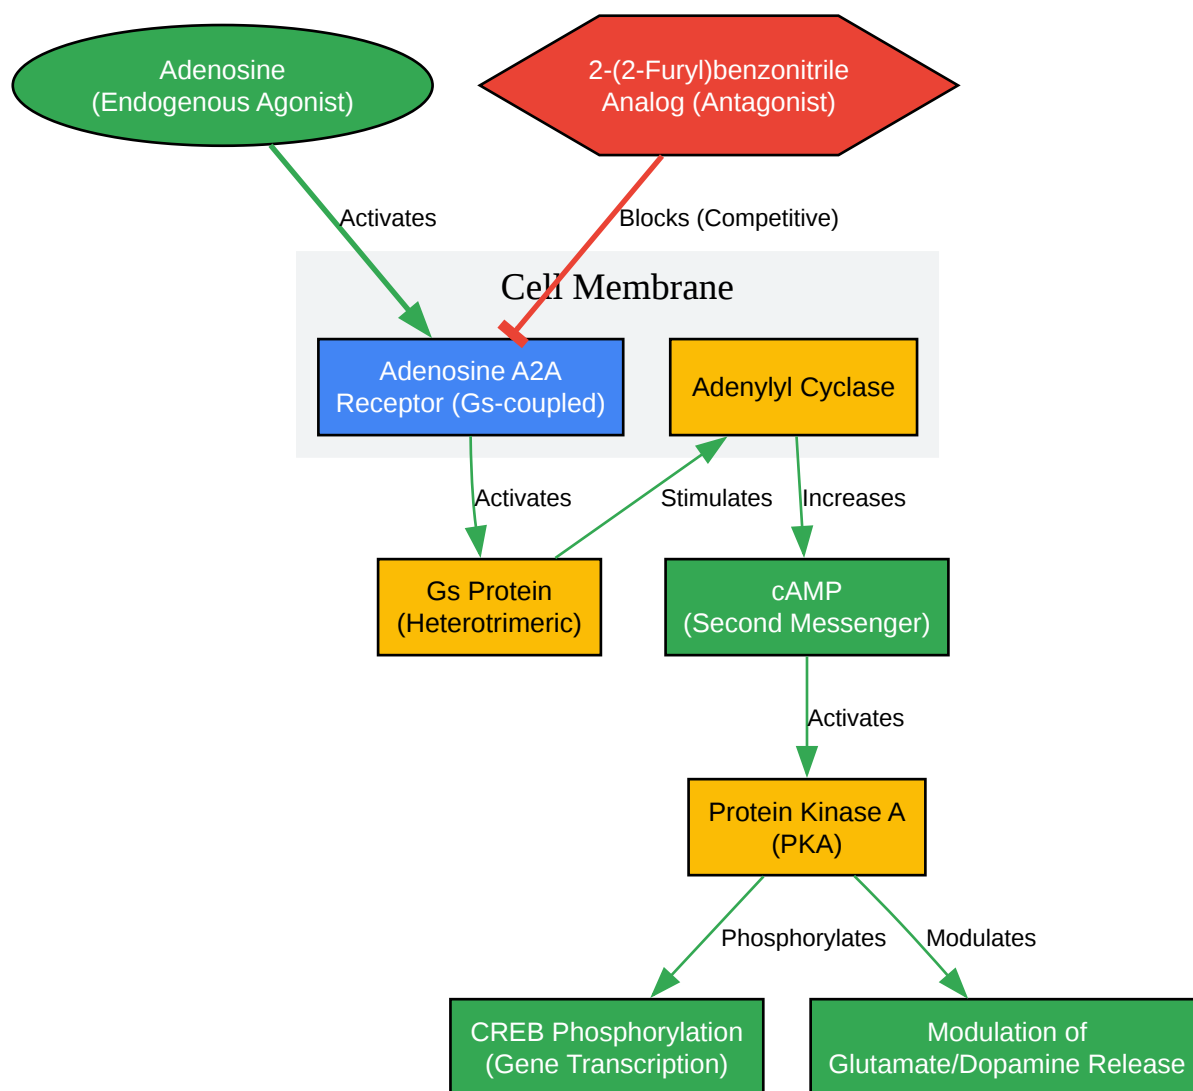 Adenosine
(Endogenous Agonist)
2-(2-Furyl)benzonitrile
Analog (Antagonist)
Activates
Blocks (Competitive)
Cell Membrane
Adenosine A2A
Receptor (Gs-coupled)
Adenylyl Cyclase
Activates
Stimulates
Increases
Gs Protein
(Heterotrimeric)
cAMP
(Second Messenger)
Activates
Protein Kinase A
(PKA)
Phosphorylates
Modulates
CREB Phosphorylation
(Gene Transcription)
Modulation of
Glutamate/Dopamine Release